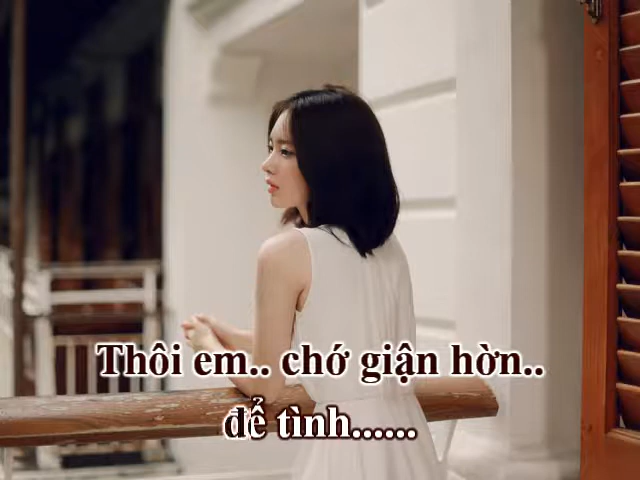 Thôi em.. chớ giận hờn..
để tình......